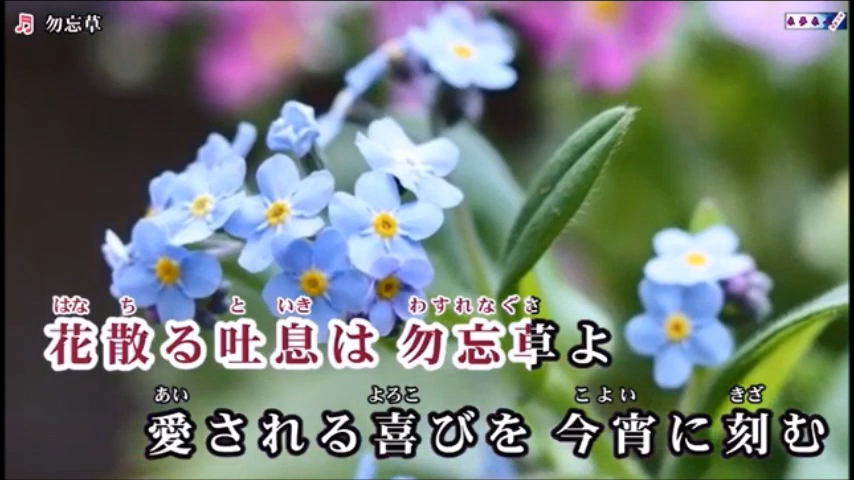 勿忘草
はな ち と いき わすれなぐさ
花散る吐息は 勿忘草よ
あい よろこ こよい きざ
愛される喜びを 今宵に刻む